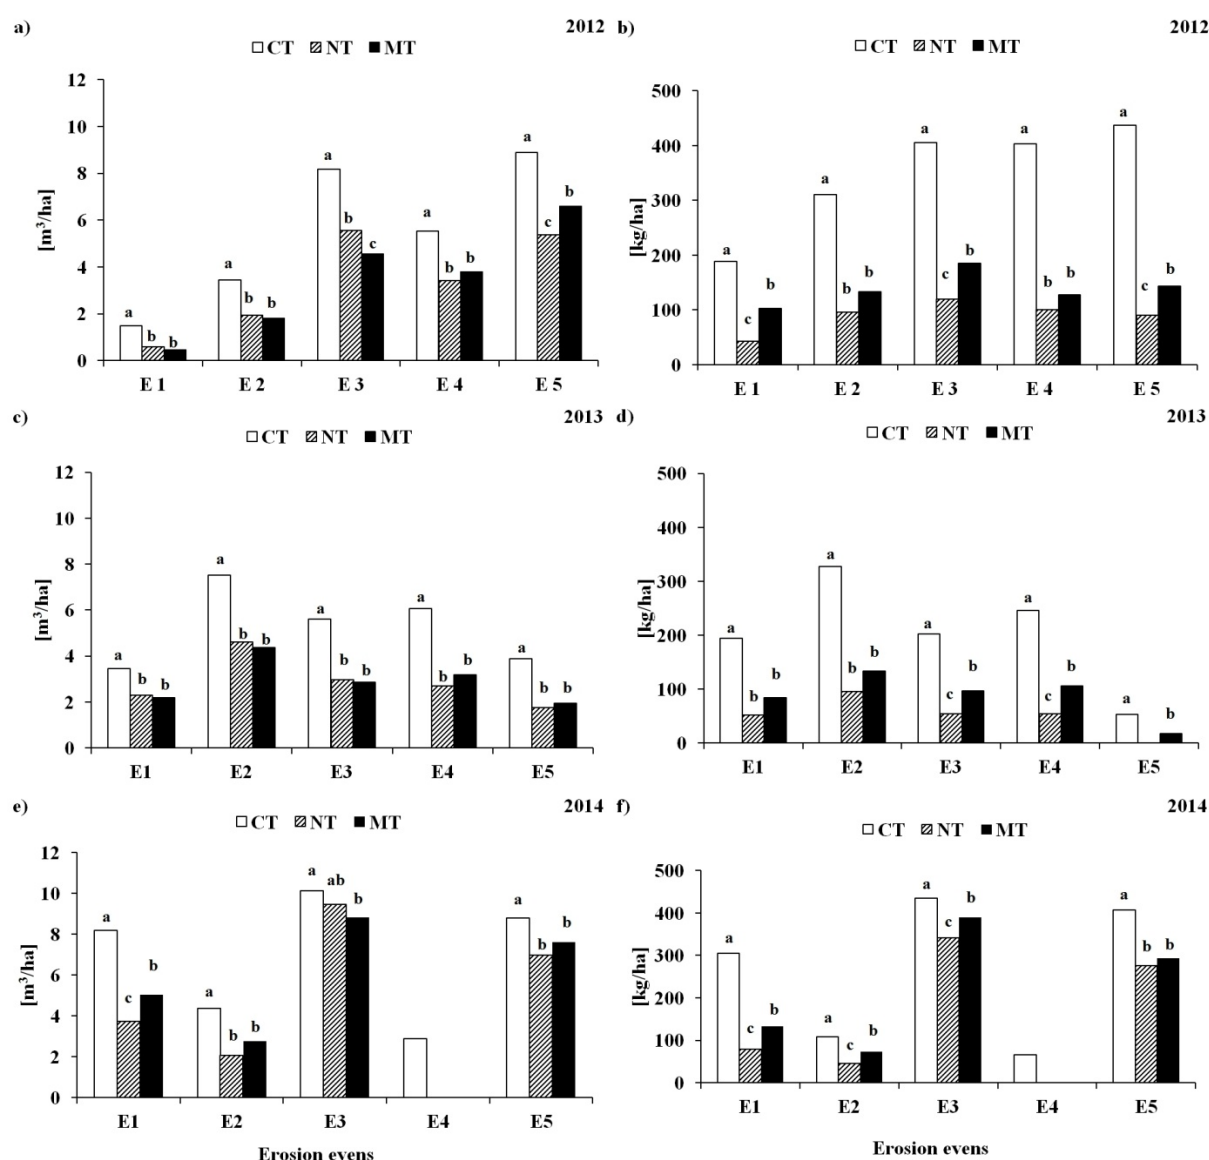 a) 2012
CT NT MT
12
10
8
6
4
2
0
[m³/ha]
a b b
a b b
a b c
a b b
a c b
E 1 E 2 E 3 E 4 E 5
b) 2012
CT NT MT
500
400
300
200
100
0
[kg/ha]
a c b
a b b
a c b
a b b
a c b
E 1 E 2 E 3 E 4 E 5
c) 2013
CT NT MT
12
10
8
6
4
2
0
[m³/ha]
a b b
a b b
a b b
a b b
a b b
E1 E2 E3 E4 E5
d) 2013
CT NT MT
500
400
300
200
100
0
[kg/ha]
a b b
a b b
a c b
a c b
a b
E1 E2 E3 E4 E5
e) 2014
CT NT MT
12
10
8
6
4
2
0
[m³/ha]
a c b
a b b
a ab b
a b b
E1 E2 E3 E4 E5
Erosion evens
f) 2014
CT NT MT
500
400
300
200
100
0
[kg/ha]
a c b
a c b
a c b
a b b
E1 E2 E3 E4 E5
Erosion evens